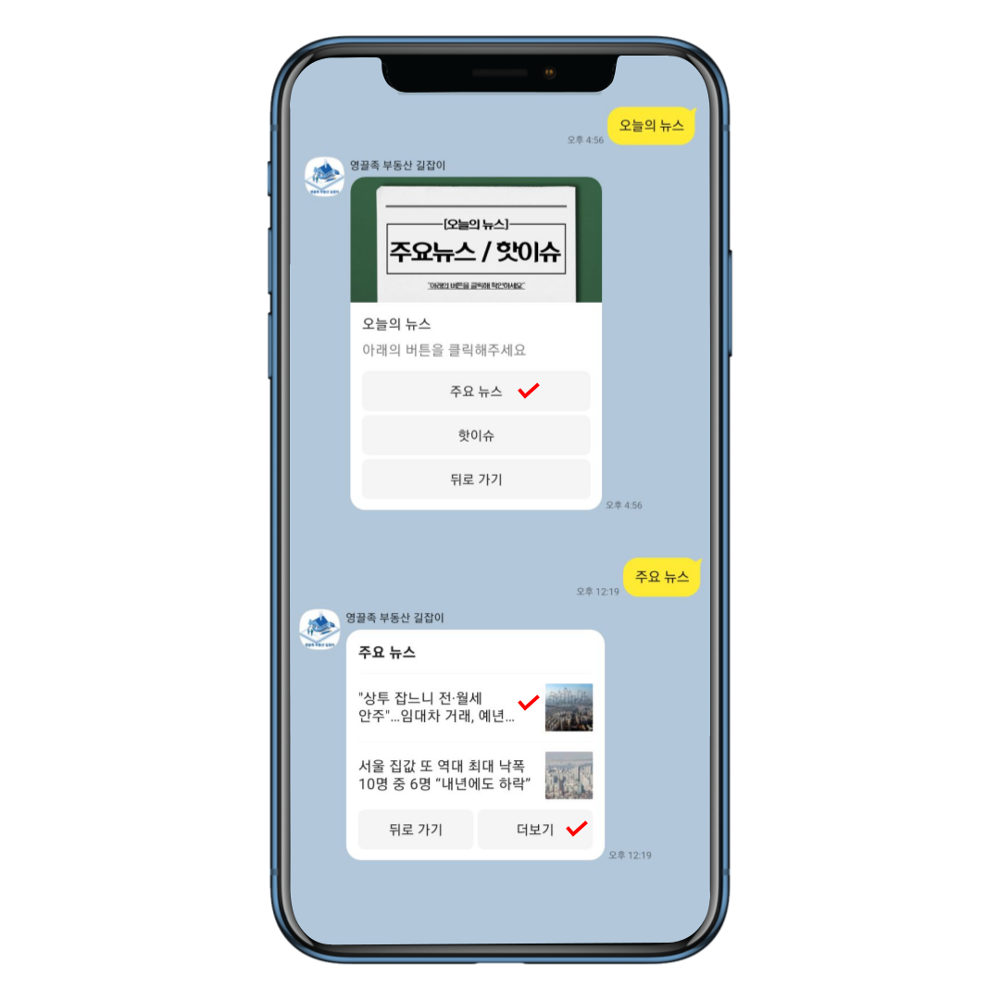 오늘의 뉴스
오후 4:56
영끌족 부동산 길잡이
[오늘의 뉴스]
주요뉴스 / 핫이슈
"아래의 버튼을 클릭해 확인하세요"
오늘의 뉴스
아래의 버튼을 클릭해주세요
주요 뉴스
핫이슈
뒤로 가기
오후 4:56
주요 뉴스
오후 12:19
영끌족 부동산 길잡이
주요 뉴스
"상투 잡느니 전·월세
안주"...임대차 거래, 예년...
서울 집값 또 역대 최대 낙폭
10명 중 6명 “내년에도 하락”
뒤로 가기
더보기
오후 12:19